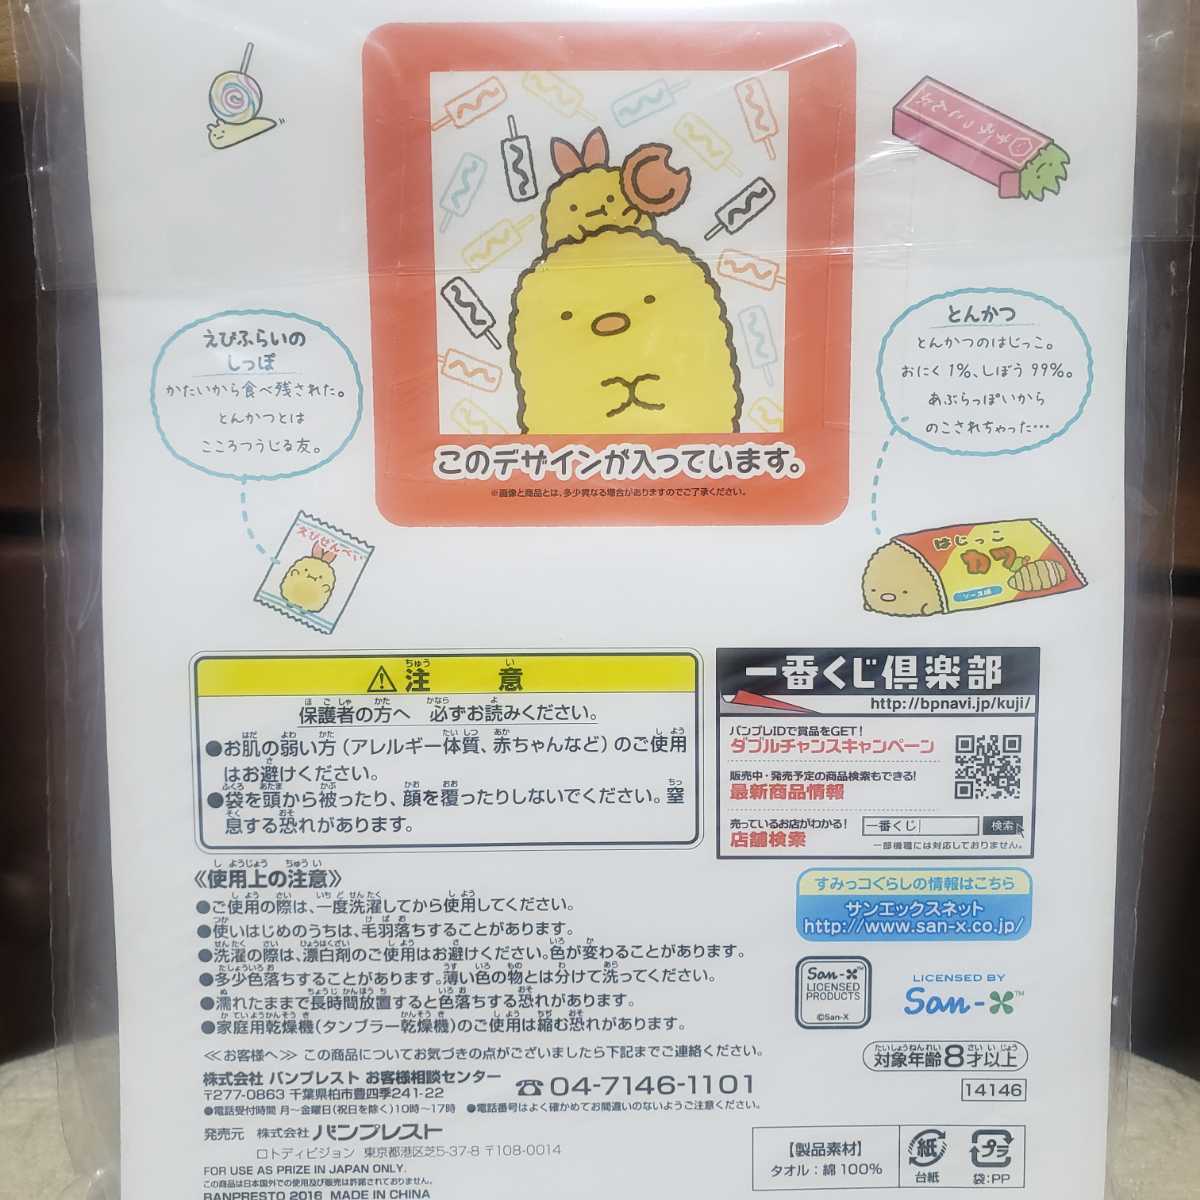 このデザインが入っています。
※画像と商品とは、多少異なる場合がありますのでご了承ください。
えびふらいの
しっぽ
かたいから食べ残された。
とんかつとは
こころつうじる友。
とんかつ
とんかつのはじっこ。
おにく 1%、しぼう 99%。
あぶらっぽいから
のこされちゃった…
えびせんべい
はじっこ
カツ
ソース味
⚠注意
ちゅう い
保護者の方へ 必ずお読みください。
●お肌の弱い方(アレルギー体質、赤ちゃんなど)のご使用
はお避けください。
●袋を頭から被ったり、顔を覆ったりしないでください。窒
息する恐れがあります。
一番くじ倶楽部
http://bpnavi.jp/kuji/
バンプレIDで賞品をGET!
ダブルチャンスキャンペーン
販売中・発売予定の商品検索もできる!
最新商品情報
売っているお店がわかる!
店舗検索
一番くじ
検索
一部機種には対応しておりません。
《使用上の注意》
●ご使用の際は、一度洗濯してから使用してください。
●使いはじめのうちは、毛羽落ちすることがあります。
●洗濯の際は、漂白剤のご使用はお避けください。色が変わることがあります。
●多少色落ちすることがあります。薄い色の物とは分けて洗ってください。
●濡れたままで長時間放置すると色落ちする恐れがあります。
●家庭用乾燥機(タンブラー乾燥機)のご使用は縮む恐れがあります。
すみっコぐらしの情報はこちら
サンエックスネット
http://www.san-x.co.jp/
San-X™
LICENSED
PRODUCTS
©San-X
LICENSED BY
San-X™
対象年齢8才以上
14146
≪お客様へ≫ この商品についてお気づきの点がございましたら下記までご連絡ください。
株式会社 バンプレスト お客様相談センター
〒277-0863 千葉県柏市豊四季241-22
☎04-7146-1101
●電話受付時間 月〜金曜日(祝日を除く)10時〜17時 ●電話番号はよく確かめてお間違いのないようご注意ください。
発売元 株式会社 バンプレスト
ロトディビジョン 東京都港区芝5-37-8 〒108-0014
FOR USE AS PRIZE IN JAPAN ONLY.
この商品は日本国外での使用及び販売は許諾されておりません。
BANPRESTO 2016 MADE IN CHINA
【製品素材】
タオル:綿 100%
紙
台紙
プラ
袋:PP